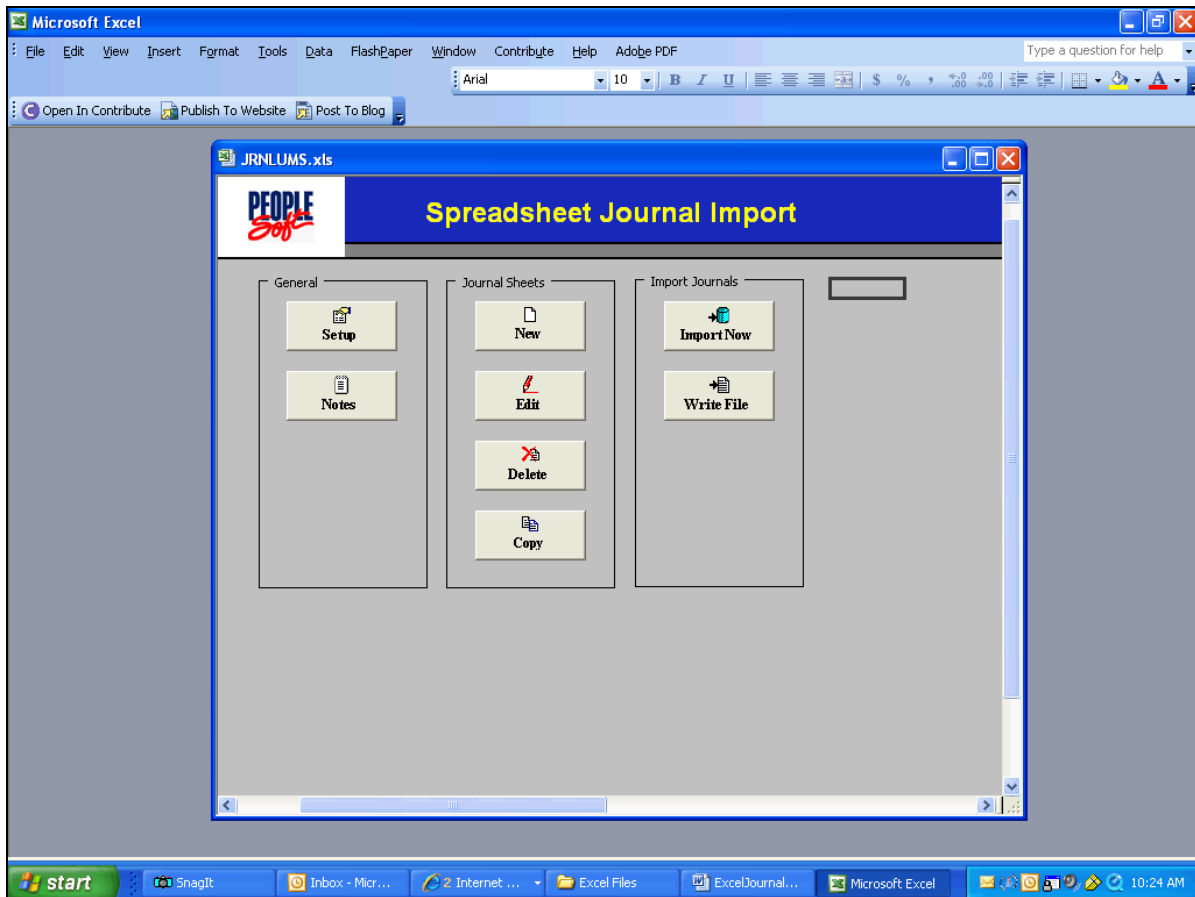 Microsoft Excel
File Edit View Insert Format Tools Data FlashPaper Window Contribute Help Adobe PDF Type a question for help
Arial 10 B I U $ % ,
Open In Contribute Publish To Website Post To Blog
JRNLUMS.xls
PEOPLE
Soft
Spreadsheet Journal Import
General Journal Sheets Import Journals
Setup New Import Now
Notes Edit Write File
Delete
Copy
start SnagIt Inbox - Micr... 2 Internet ... Excel Files ExcelJournal... Microsoft Excel 10:24 AM